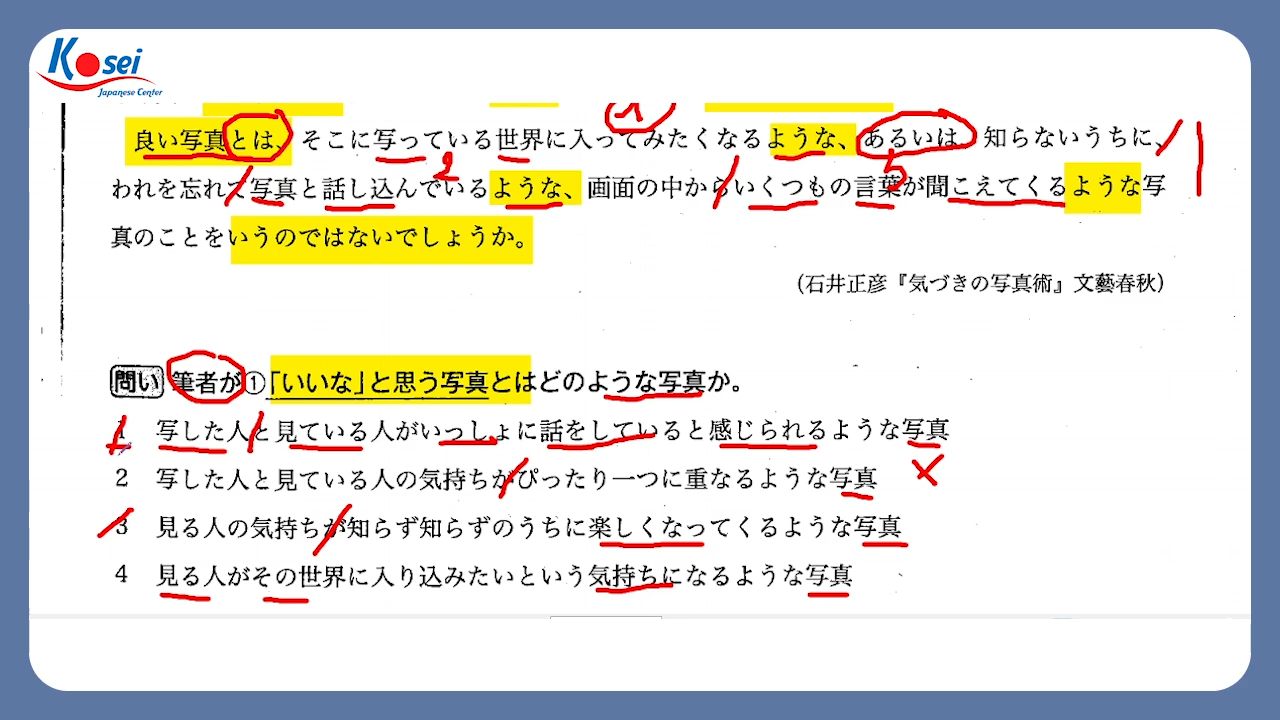 Kosei
Japanese Center
良い写真とは、そこに写っている世界に入ってみたくなるような、あるいは、知らないうちに、
われを忘れて写真と話し込んでいるような、画面の中からいくつもの言葉が聞こえてくるような写
真のことをいうのではないでしょうか。
(石井正彦『気づきの写真術』文藝春秋)
問い 筆者が①「いいな」と思う写真とはどのような写真か。
1 写した人と見ている人がいっしょに話をしていると感じられるような写真
2 写した人と見ている人の気持ちがぴったり一つに重なるような写真
3 見る人の気持ちが知らず知らずのうちに楽しくなってくるような写真
4 見る人がその世界に入り込みたいという気持ちになるような写真